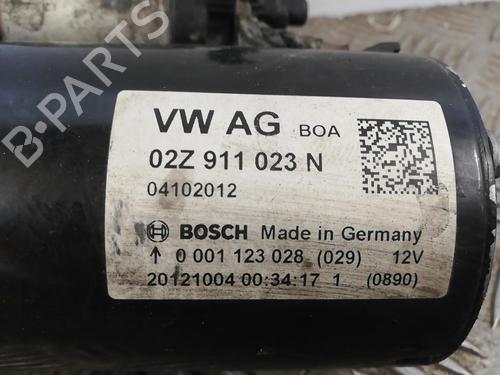 VW AG BOA
02Z 911 023 N
04102012
BOSCH Made in Germany
↑ 0 001 123 028 (029) 12V
20121004 00:34:17 1 (0890)
B-PARTS